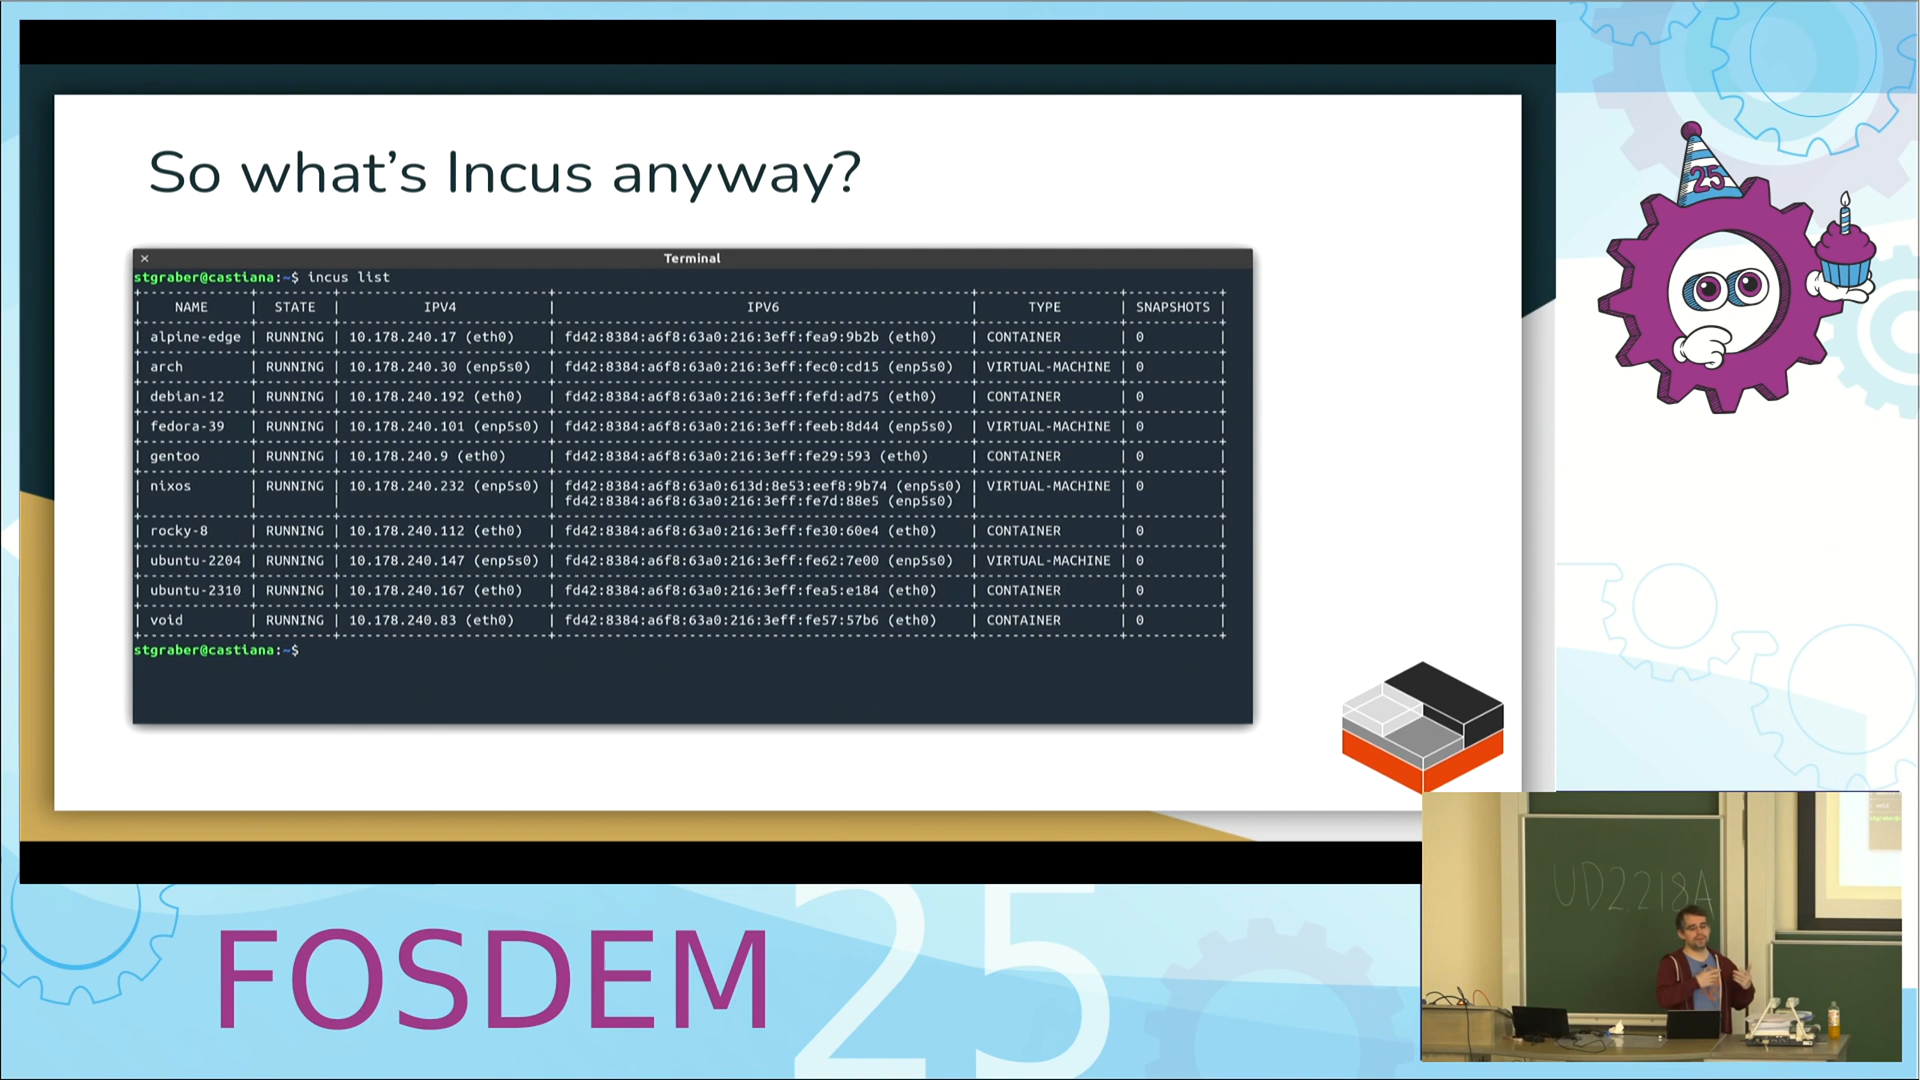 So what's Incus anyway?
Terminal
stgraber@castiana:~$ incus list
| NAME | STATE | IPV4 | IPV6 | TYPE | SNAPSHOTS |
| alpine-edge | RUNNING | 10.178.240.17 (eth0) | fd42:8384:a6f8:63a0:216:3eff:fea9:9b2b (eth0) | CONTAINER | 0 |
| arch | RUNNING | 10.178.240.30 (enp5s0) | fd42:8384:a6f8:63a0:216:3eff:fec0:cd15 (enp5s0) | VIRTUAL-MACHINE | 0 |
| debian-12 | RUNNING | 10.178.240.192 (eth0) | fd42:8384:a6f8:63a0:216:3eff:fefd:ad75 (eth0) | CONTAINER | 0 |
| fedora-39 | RUNNING | 10.178.240.101 (enp5s0) | fd42:8384:a6f8:63a0:216:3eff:feeb:8d44 (enp5s0) | VIRTUAL-MACHINE | 0 |
| gentoo | RUNNING | 10.178.240.9 (eth0) | fd42:8384:a6f8:63a0:216:3eff:fe29:593 (eth0) | CONTAINER | 0 |
| nixos | RUNNING | 10.178.240.232 (enp5s0) | fd42:8384:a6f8:63a0:613d:8e53:eef8:9b74 (enp5s0) | VIRTUAL-MACHINE | 0 |
| | | | fd42:8384:a6f8:63a0:216:3eff:fe7d:88e5 (enp5s0) | | |
| rocky-8 | RUNNING | 10.178.240.112 (eth0) | fd42:8384:a6f8:63a0:216:3eff:fe30:60e4 (eth0) | CONTAINER | 0 |
| ubuntu-2204 | RUNNING | 10.178.240.147 (enp5s0) | fd42:8384:a6f8:63a0:216:3eff:fe62:7e00 (enp5s0) | VIRTUAL-MACHINE | 0 |
| ubuntu-2310 | RUNNING | 10.178.240.167 (eth0) | fd42:8384:a6f8:63a0:216:3eff:fea5:e184 (eth0) | CONTAINER | 0 |
| void | RUNNING | 10.178.240.83 (eth0) | fd42:8384:a6f8:63a0:216:3eff:fe57:57b6 (eth0) | CONTAINER | 0 |
stgraber@castiana:~$
25
UD2.218A
FOSDEM 25